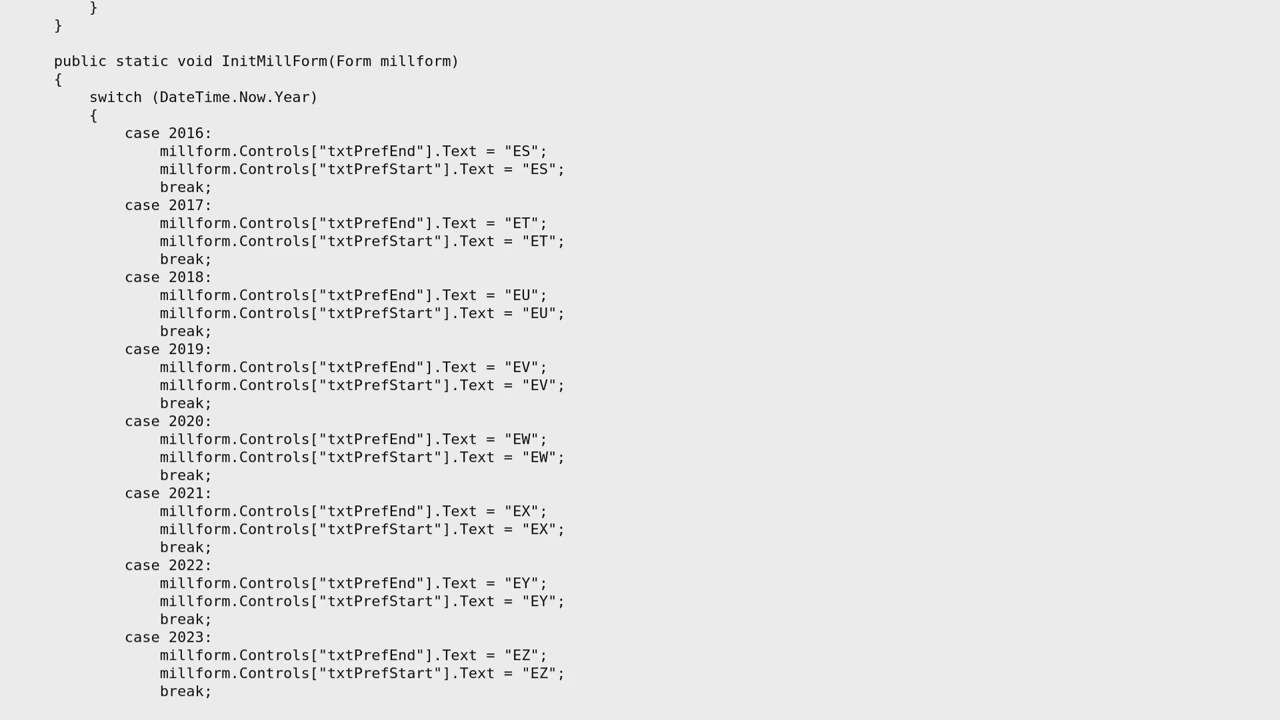 }
}
public static void InitMillForm(Form millform)
{
switch (DateTime.Now.Year)
{
case 2016:
millform.Controls["txtPrefEnd"].Text = "ES";
millform.Controls["txtPrefStart"].Text = "ES";
break;
case 2017:
millform.Controls["txtPrefEnd"].Text = "ET";
millform.Controls["txtPrefStart"].Text = "ET";
break;
case 2018:
millform.Controls["txtPrefEnd"].Text = "EU";
millform.Controls["txtPrefStart"].Text = "EU";
break;
case 2019:
millform.Controls["txtPrefEnd"].Text = "EV";
millform.Controls["txtPrefStart"].Text = "EV";
break;
case 2020:
millform.Controls["txtPrefEnd"].Text = "EW";
millform.Controls["txtPrefStart"].Text = "EW";
break;
case 2021:
millform.Controls["txtPrefEnd"].Text = "EX";
millform.Controls["txtPrefStart"].Text = "EX";
break;
case 2022:
millform.Controls["txtPrefEnd"].Text = "EY";
millform.Controls["txtPrefStart"].Text = "EY";
break;
case 2023:
millform.Controls["txtPrefEnd"].Text = "EZ";
millform.Controls["txtPrefStart"].Text = "EZ";
break;